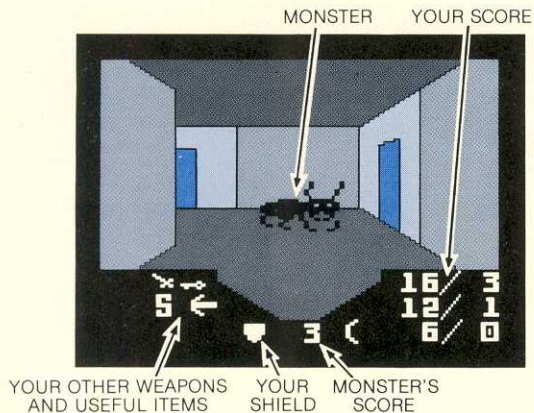 MONSTER
YOUR SCORE
16/ 3
5
12/ 1
3
6/ 0
YOUR OTHER WEAPONS
AND USEFUL ITEMS
YOUR
SHIELD
MONSTER'S
SCORE